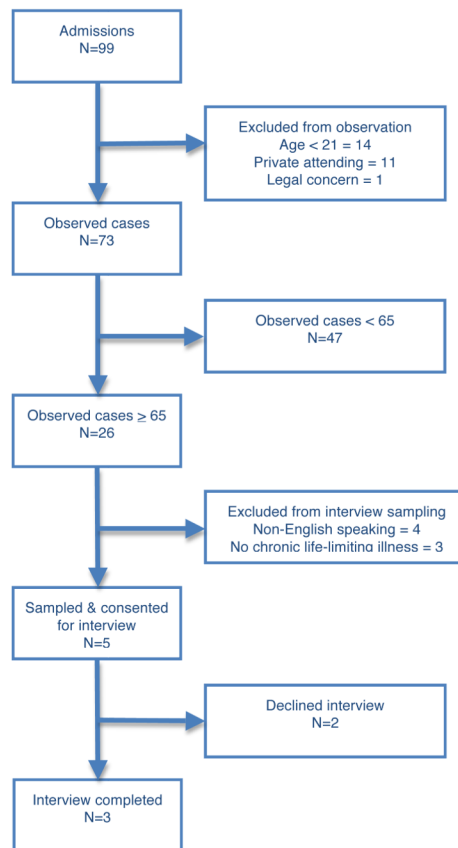 Admissions
N=99
Excluded from observation
Age < 21 = 14
Private attending = 11
Legal concern = 1
Observed cases
N=73
Observed cases < 65
N=47
Observed cases ≥ 65
N=26
Excluded from interview sampling
Non-English speaking = 4
No chronic life-limiting illness = 3
Sampled & consented
for interview
N=5
Declined interview
N=2
Interview completed
N=3